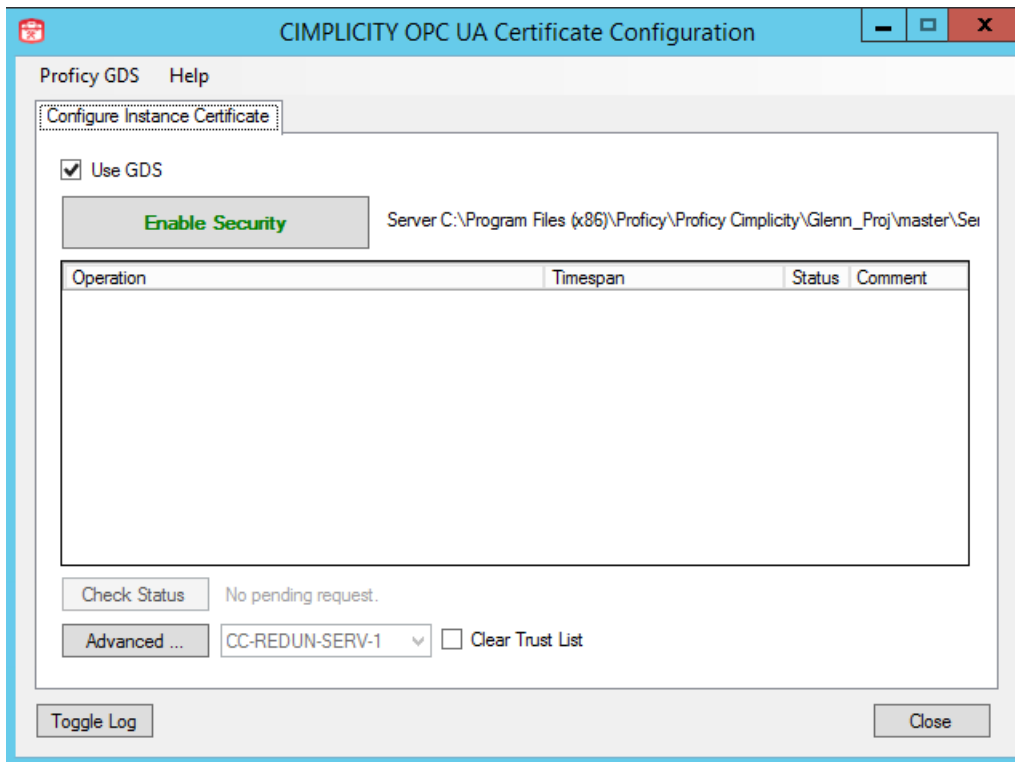 CIMPLICITY OPC UA Certificate Configuration
Proficy GDS Help
Configure Instance Certificate
Use GDS
Enable Security Server C:\Program Files (x86)\Proficy\Proficy Cimplicity\Glenn_Proj\master\Ser
Operation Timespan Status Comment
Check Status No pending request.
Advanced ... CC-REDUN-SERV-1 Clear Trust List
Toggle Log Close